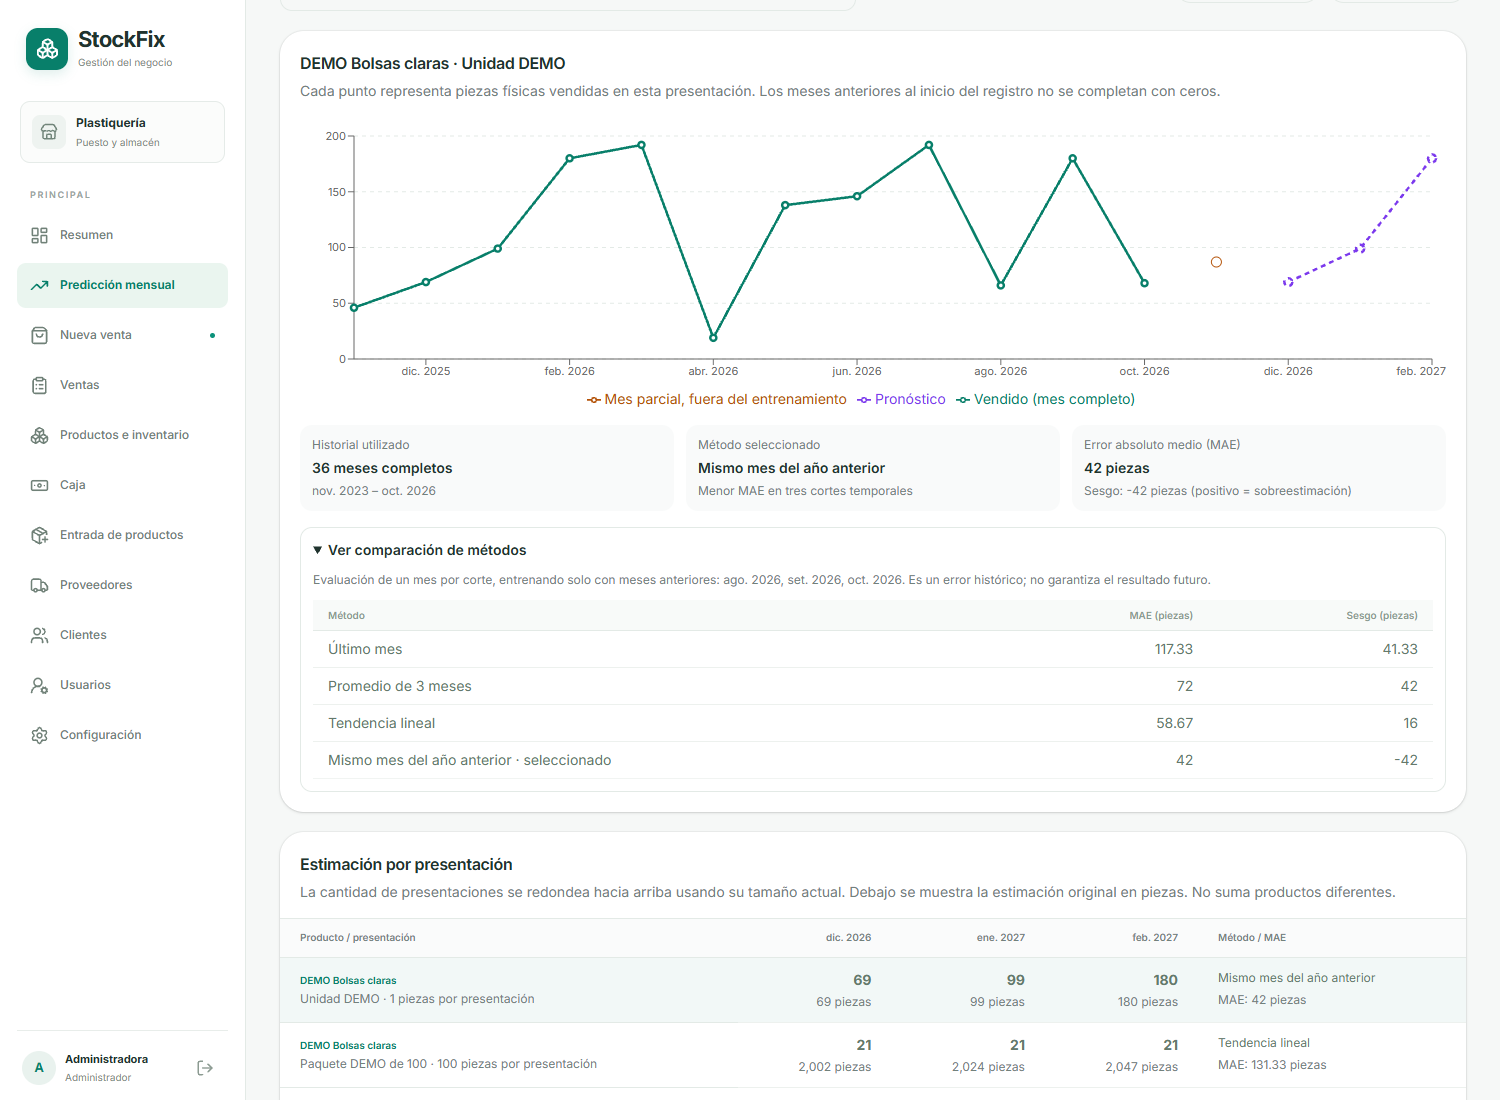 StockFix
Gestión del negocio
Plastiquería
Puesto y almacén
PRINCIPAL
Resumen
Predicción mensual
Nueva venta
Ventas
Productos e inventario
Caja
Entrada de productos
Proveedores
Clientes
Usuarios
Configuración
A
Administradora
Administrador
DEMO Bolsas claras · Unidad DEMO
Cada punto representa piezas físicas vendidas en esta presentación. Los meses anteriores al inicio del registro no se completan con ceros.
200
150
100
50
0
dic. 2025 feb. 2026 abr. 2026 jun. 2026 ago. 2026 oct. 2026 dic. 2026 feb. 2027
Mes parcial, fuera del entrenamiento Pronóstico Vendido (mes completo)
Historial utilizado
36 meses completos
nov. 2023 – oct. 2026
Método seleccionado
Mismo mes del año anterior
Menor MAE en tres cortes temporales
Error absoluto medio (MAE)
42 piezas
Sesgo: -42 piezas (positivo = sobreestimación)
▼ Ver comparación de métodos
Evaluación de un mes por corte, entrenando solo con meses anteriores: ago. 2026, set. 2026, oct. 2026. Es un error histórico; no garantiza el resultado futuro.
Método MAE (piezas) Sesgo (piezas)
Último mes 117.33 41.33
Promedio de 3 meses 72 42
Tendencia lineal 58.67 16
Mismo mes del año anterior · seleccionado 42 -42
Estimación por presentación
La cantidad de presentaciones se redondea hacia arriba usando su tamaño actual. Debajo se muestra la estimación original en piezas. No suma productos diferentes.
Producto / presentación dic. 2026 ene. 2027 feb. 2027 Método / MAE
DEMO Bolsas claras 69 99 180 Mismo mes del año anterior
Unidad DEMO · 1 piezas por presentación 69 piezas 99 piezas 180 piezas MAE: 42 piezas
DEMO Bolsas claras 21 21 21 Tendencia lineal
Paquete DEMO de 100 · 100 piezas por presentación 2,002 piezas 2,024 piezas 2,047 piezas MAE: 131.33 piezas